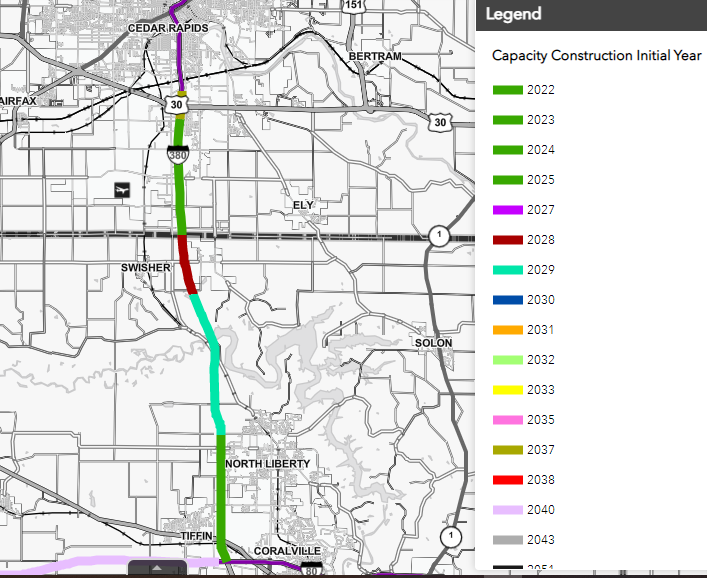 Legend
Capacity Construction Initial Year
2022
2023
2024
2025
2027
2028
2029
2030
2031
2032
2033
2035
2037
2038
2040
2043
151
CEDAR RAPIDS
BERTRAM
AIRFAX
30
30
380
ELY
1
SWISHER
SOLON
NORTH LIBERTY
TIFFIN
CORALVILLE
1
80